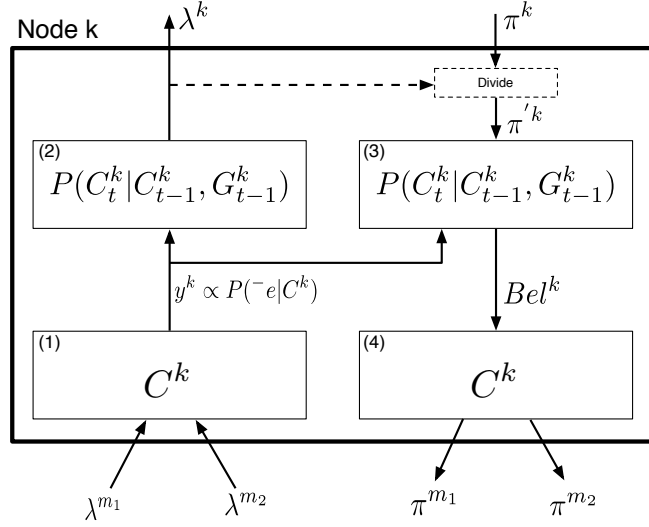 Node k
λ^k
π^k
Divide
π^{'k}
(2)
P(C_t^k|C_{t-1}^k, G_{t-1}^k)
(3)
P(C_t^k|C_{t-1}^k, G_{t-1}^k)
y^k ∝ P(^-e|C^k)
Bel^k
(1)
C^k
(4)
C^k
λ^{m_1}
λ^{m_2}
π^{m_1}
π^{m_2}